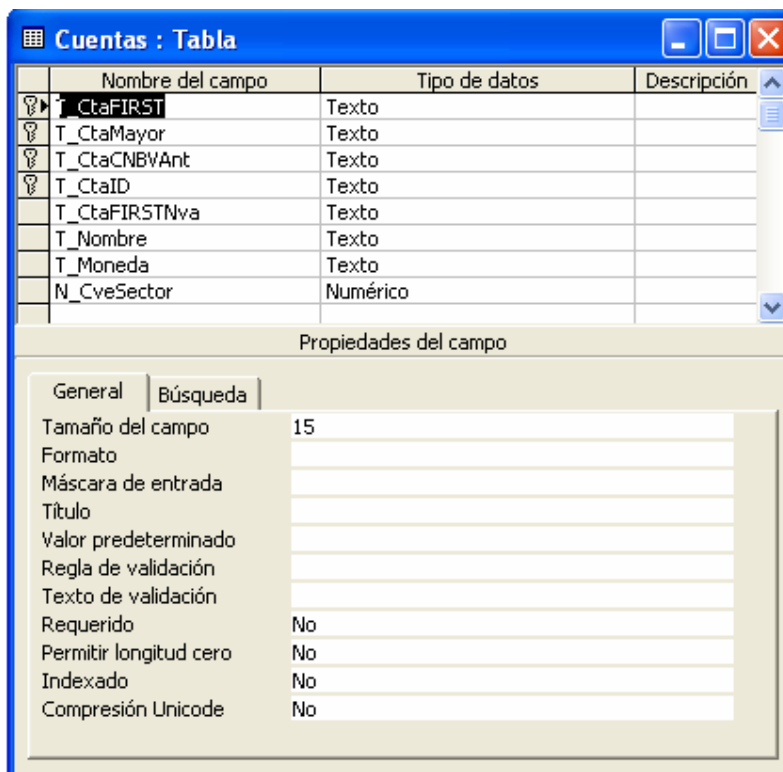 Cuentas : Tabla
Nombre del campo Tipo de datos Descripción
T_CtaFIRST Texto
T_CtaMayor Texto
T_CtaCNBVAnt Texto
T_CtaID Texto
T_CtaFIRSTNva Texto
T_Nombre Texto
T_Moneda Texto
N_CveSector Numérico
Propiedades del campo
General Búsqueda
Tamaño del campo 15
Formato
Máscara de entrada
Título
Valor predeterminado
Regla de validación
Texto de validación
Requerido No
Permitir longitud cero No
Indexado No
Compresión Unicode No